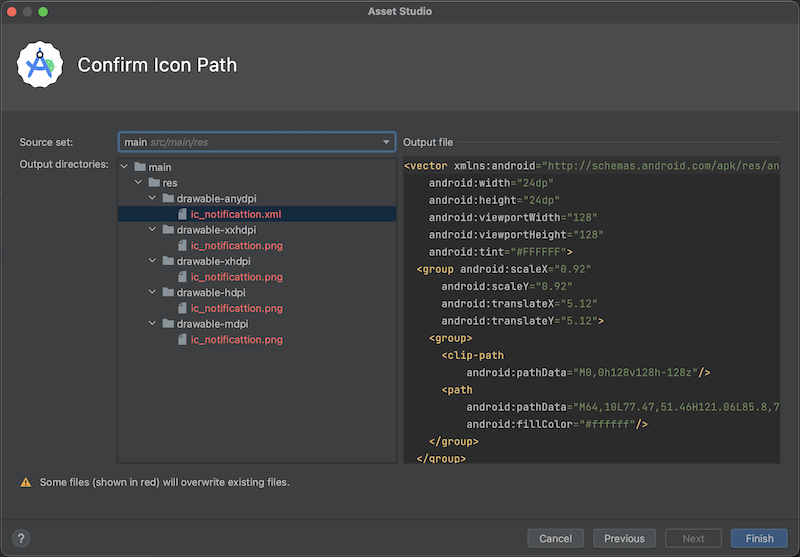 Asset Studio
Confirm Icon Path
Source set:
main src/main/res
Output directories:
main
res
drawable-anydpi
ic_notificattion.xml
drawable-xxhdpi
ic_notificattion.png
drawable-xhdpi
ic_notificattion.png
drawable-hdpi
ic_notificattion.png
drawable-mdpi
ic_notificattion.png
Output file
<vector xmlns:android="http://schemas.android.com/apk/res/an
android:width="24dp"
android:height="24dp"
android:viewportWidth="128"
android:viewportHeight="128"
android:tint="#FFFFFF">
<group android:scaleX="0.92"
android:scaleY="0.92"
android:translateX="5.12"
android:translateY="5.12">
<group>
<clip-path
android:pathData="M0,0h128v128h-128z"/>
<path
android:pathData="M64,10L77.47,51.46H121.06L85.8,7
android:fillColor="#ffffff"/>
</group>
</group>
Some files (shown in red) will overwrite existing files.
?
Cancel
Previous
Next
Finish